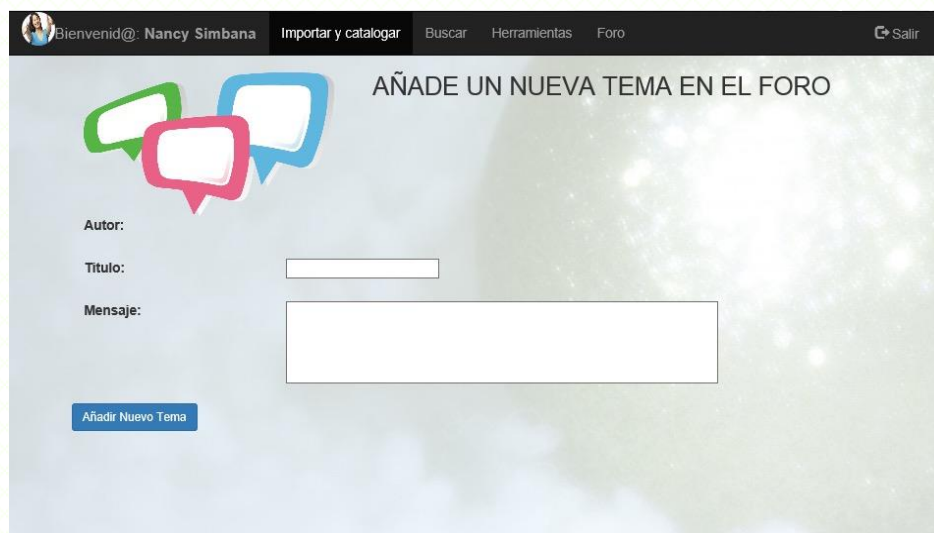 Bienvenid@: Nancy Simbana Importar y catalogar Buscar Herramientas Foro Salir
AÑADE UN NUEVA TEMA EN EL FORO
Autor:
Titulo:
Mensaje:
Añadir Nuevo Tema